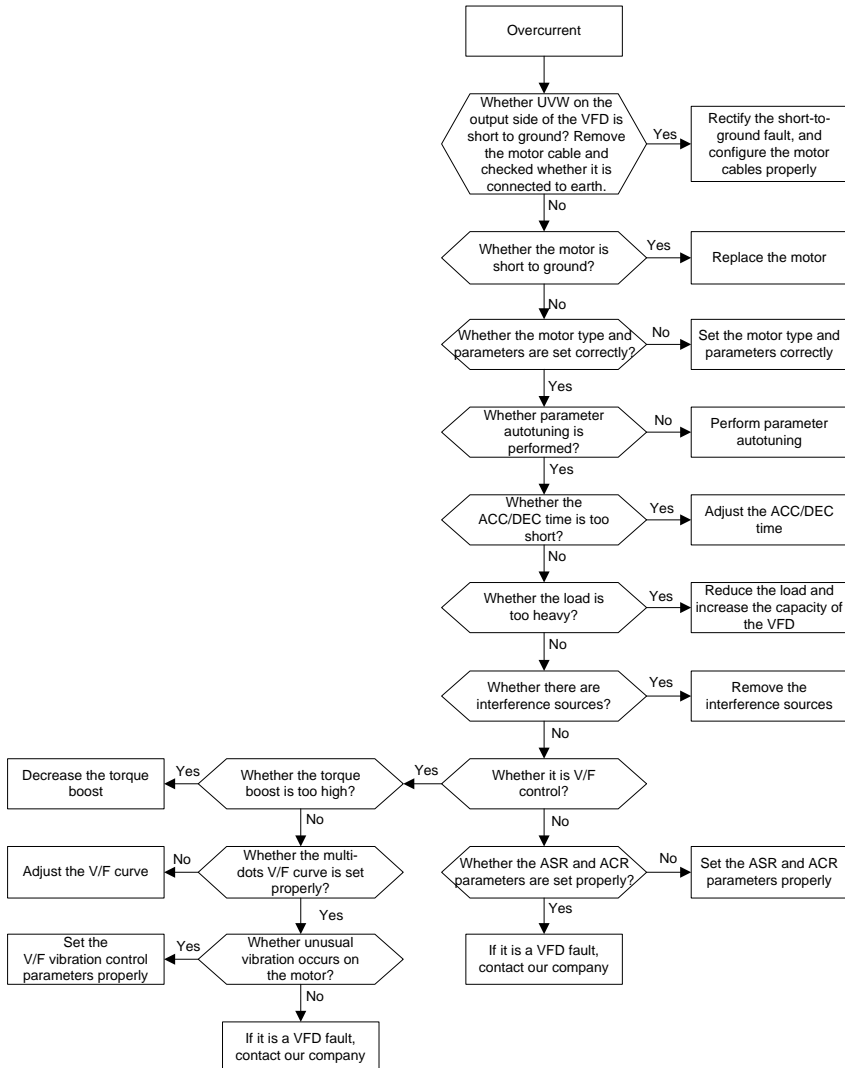 Overcurrent
Whether UVW on the
output side of the VFD is
short to ground? Remove
the motor cable and
checked whether it is
connected to earth.
Yes
Rectify the short-to-
ground fault, and
configure the motor
cables properly
No
Whether the motor is
short to ground?
Yes
Replace the motor
No
Whether the motor type and
parameters are set correctly?
No
Set the motor type and
parameters correctly
Yes
Whether parameter
autotuning is
performed?
No
Perform parameter
autotuning
Yes
Whether the
ACC/DEC time is too
short?
Yes
Adjust the ACC/DEC
time
No
Whether the load is
too heavy?
Yes
Reduce the load and
increase the capacity of
the VFD
No
Whether there are
interference sources?
Yes
Remove the
interference sources
No
Whether it is V/F
control?
Yes
Whether the torque
boost is too high?
Yes
Decrease the torque
boost
No
Whether the multi-
dots V/F curve is set
properly?
No
Adjust the V/F curve
Yes
Whether unusual
vibration occurs on
the motor?
Yes
Set the
V/F vibration control
parameters properly
No
If it is a VFD fault,
contact our company
No
Whether the ASR and ACR
parameters are set properly?
No
Set the ASR and ACR
parameters properly
Yes
If it is a VFD fault,
contact our company